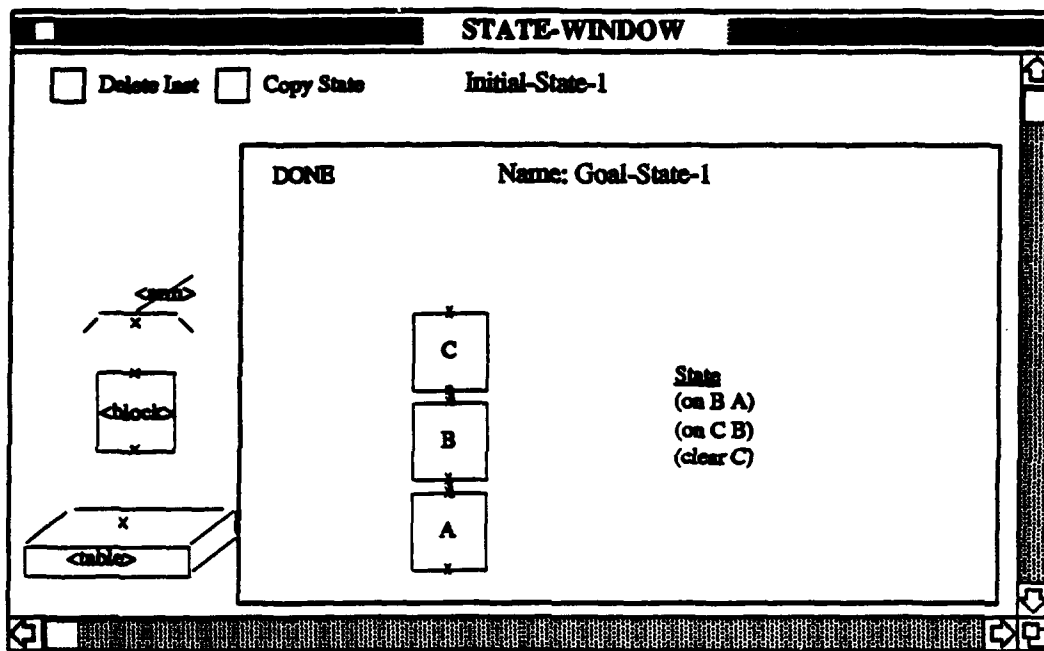 STATE-WINDOW
Delete Last Copy State Initial-State-1
DONE Name: Goal-State-1
<arm>
C
<block>
B
A
<table>
State
(on B A)
(on C B)
(clear C)